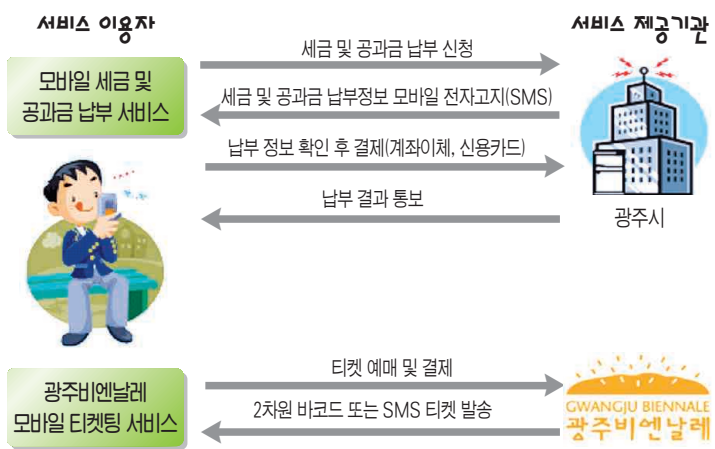 서비스 이용자
서비스 제공기관
모바일 세금 및
공과금 납부 서비스
세금 및 공과금 납부 신청
세금 및 공과금 납부정보 모바일 전자고지(SMS)
납부 정보 확인 후 결제(계좌이체, 신용카드)
납부 결과 통보
광주시
광주비엔날레
모바일 티켓팅 서비스
티켓 예매 및 결제
2차원 바코드 또는 SMS 티켓 발송
GWANGJU BIENNALE
광주비엔날레